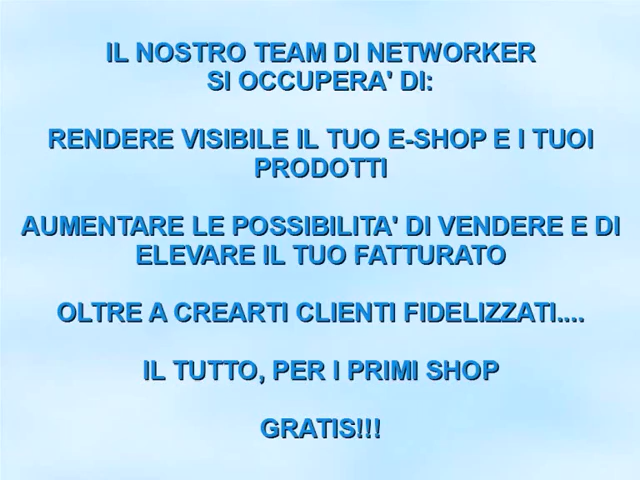 IL NOSTRO TEAM DI NETWORKER
SI OCCUPERA' DI:
RENDERE VISIBILE IL TUO E-SHOP E I TUOI
PRODOTTI
AUMENTARE LE POSSIBILITA' DI VENDERE E DI
ELEVARE IL TUO FATTURATO
OLTRE A CREARTI CLIENTI FIDELIZZATI....
IL TUTTO, PER I PRIMI SHOP
GRATIS!!!